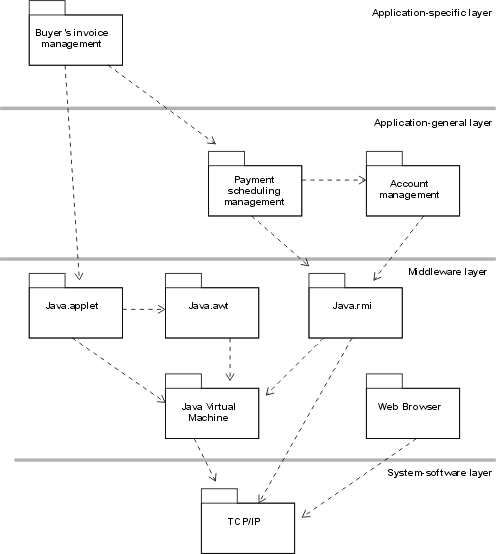 Application-specific layer
Buyer's invoice
management
Application-general layer
Payment
scheduling
management
Account
management
Middleware layer
Java.applet
Java.awt
Java.rmi
Java Virtual
Machine
Web Browser
System-software layer
TCP/IP